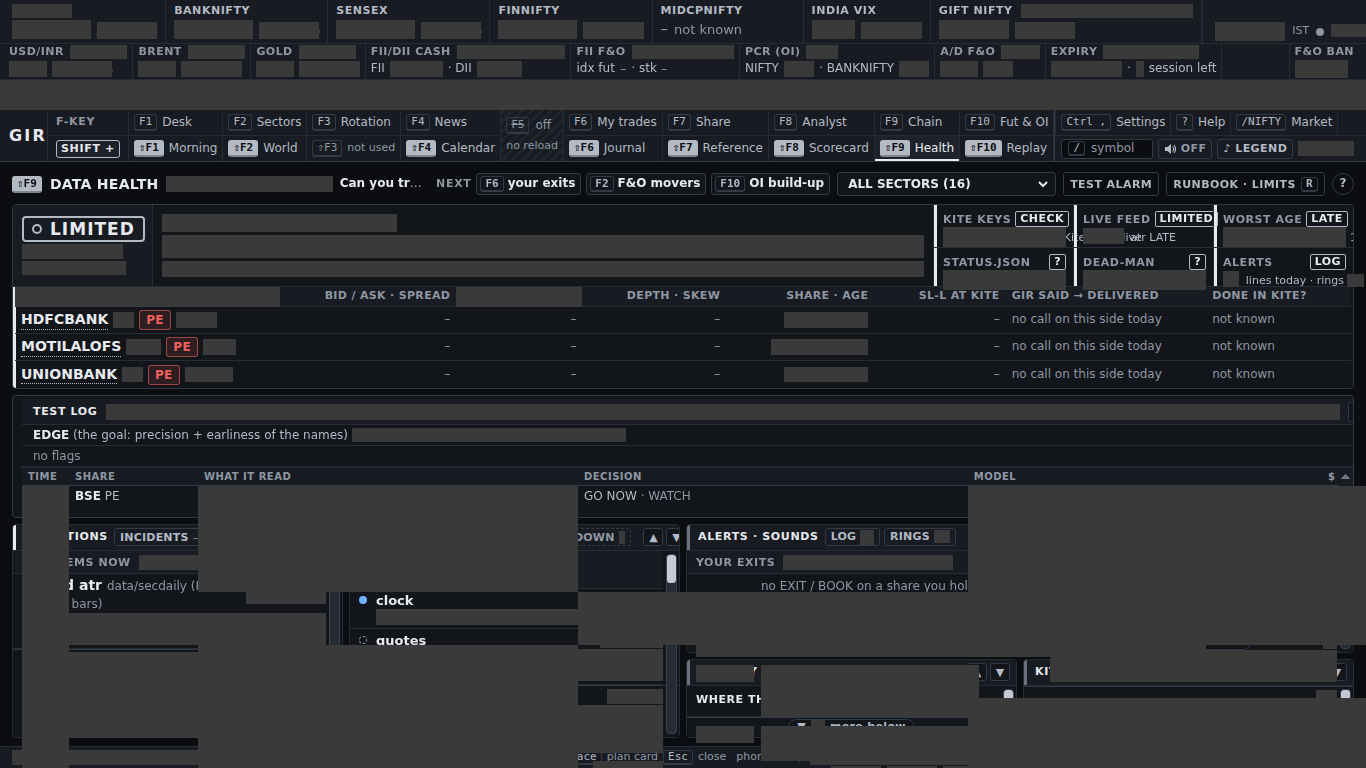 BANKNIFTY SENSEX FINNIFTY MIDCPNIFTY INDIA VIX GIFT NIFTY
– not known IST
USD/INR BRENT GOLD FII/DII CASH FII F&O PCR (OI) A/D F&O EXPIRY F&O BAN
FII · DII idx fut – · stk – NIFTY · BANKNIFTY · session left
GIR F-KEY F1 Desk F2 Sectors F3 Rotation F4 News F5 off F6 My trades F7 Share F8 Analyst F9 Chain F10 Fut & OI Ctrl , Settings ? Help /NIFTY Market
SHIFT + ⇧F1 Morning ⇧F2 World ⇧F3 not used ⇧F4 Calendar no reload ⇧F6 Journal ⇧F7 Reference ⇧F8 Scorecard ⇧F9 Health ⇧F10 Replay / symbol OFF ♪ LEGEND
⇧F9 DATA HEALTH Can you tr… NEXT F6 your exits F2 F&O movers F10 OI build-up ALL SECTORS (16) TEST ALARM RUNBOOK · LIMITS R ?
LIMITED
KITE KEYS CHECK LIVE FEED LIMITED WORST AGE LATE
LATE
STATUS.JSON ? DEAD-MAN ? ALERTS LOG
lines today · rings
BID / ASK · SPREAD DEPTH · SKEW SHARE · AGE SL-L AT KITE GIR SAID → DELIVERED DONE IN KITE?
HDFCBANK PE – – – – no call on this side today not known
MOTILALOFS PE – – – – no call on this side today not known
UNIONBANK PE – – – – no call on this side today not known
TEST LOG
EDGE (the goal: precision + earliness of the names)
no flags
TIME SHARE WHAT IT READ DECISION MODEL $
BSE PE GO NOW · WATCH
INCIDENTS – ▲ ▼ ALERTS · SOUNDS LOG RINGS
NOW YOUR EXITS
atr data/secdaily no EXIT / BOOK on a share you
bars) clock
quotes
▼
WHERE
▼ more below
plan card Esc close